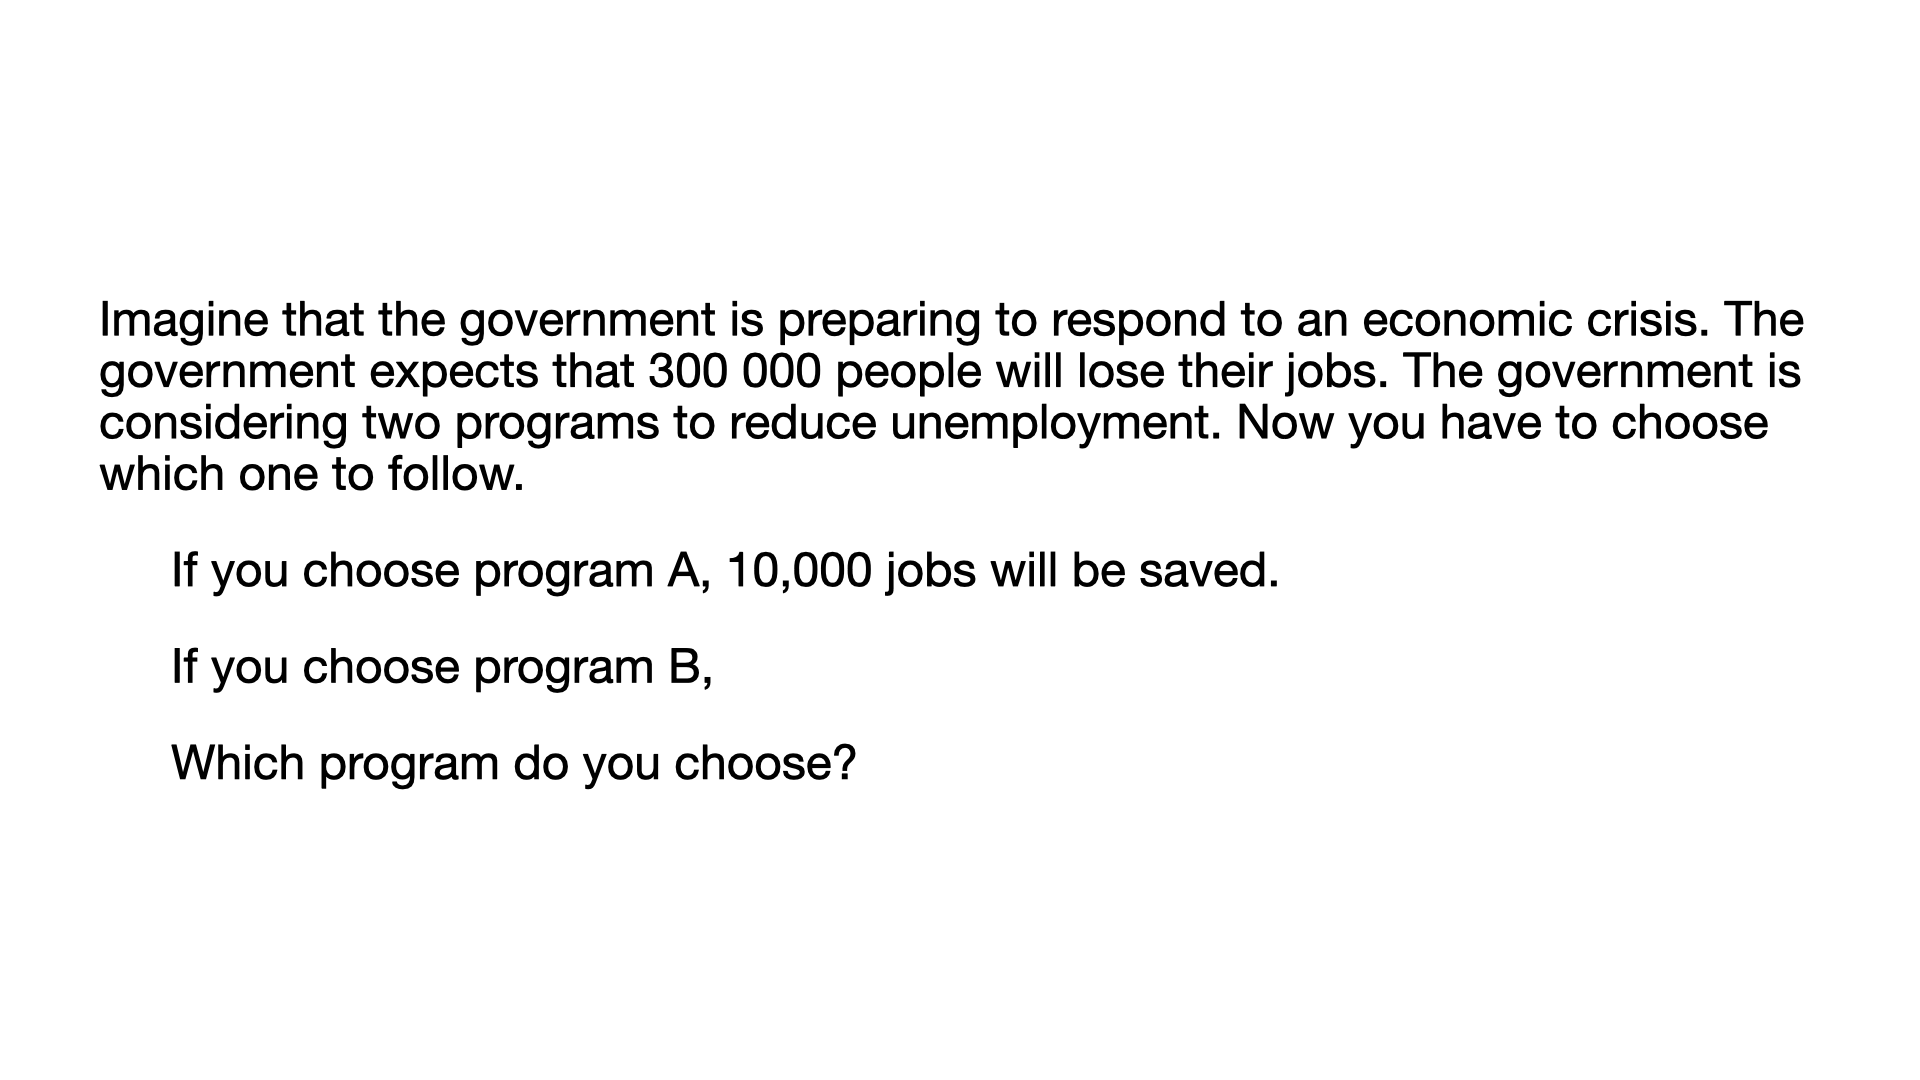 Imagine that the government is preparing to respond to an economic crisis. The
government expects that 300 000 people will lose their jobs. The government is
considering two programs to reduce unemployment. Now you have to choose
which one to follow.
If you choose program A, 10,000 jobs will be saved.
If you choose program B,
Which program do you choose?